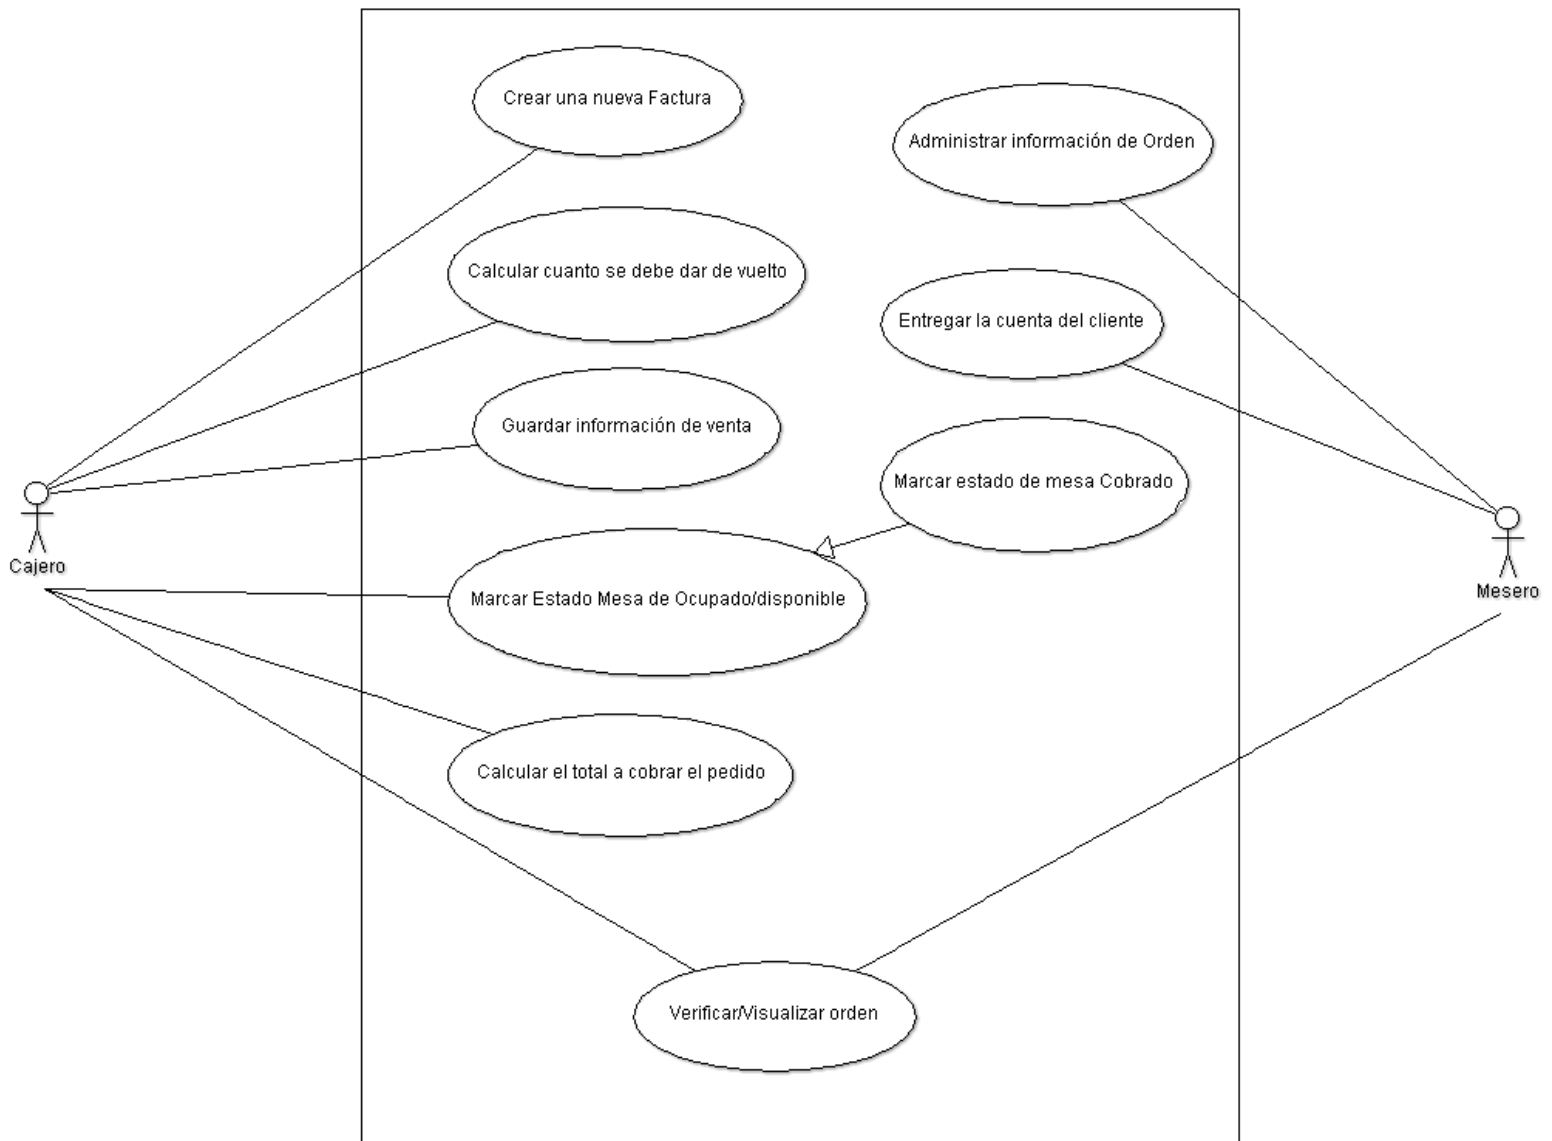 Crear una nueva Factura
Administrar información de Orden
Calcular cuanto se debe dar de vuelto
Entregar la cuenta del cliente
Guardar información de venta
Marcar estado de mesa Cobrado
Cajero
Marcar Estado Mesa de Ocupado/disponible
Mesero
Calcular el total a cobrar el pedido
Verificar/Visualizar orden